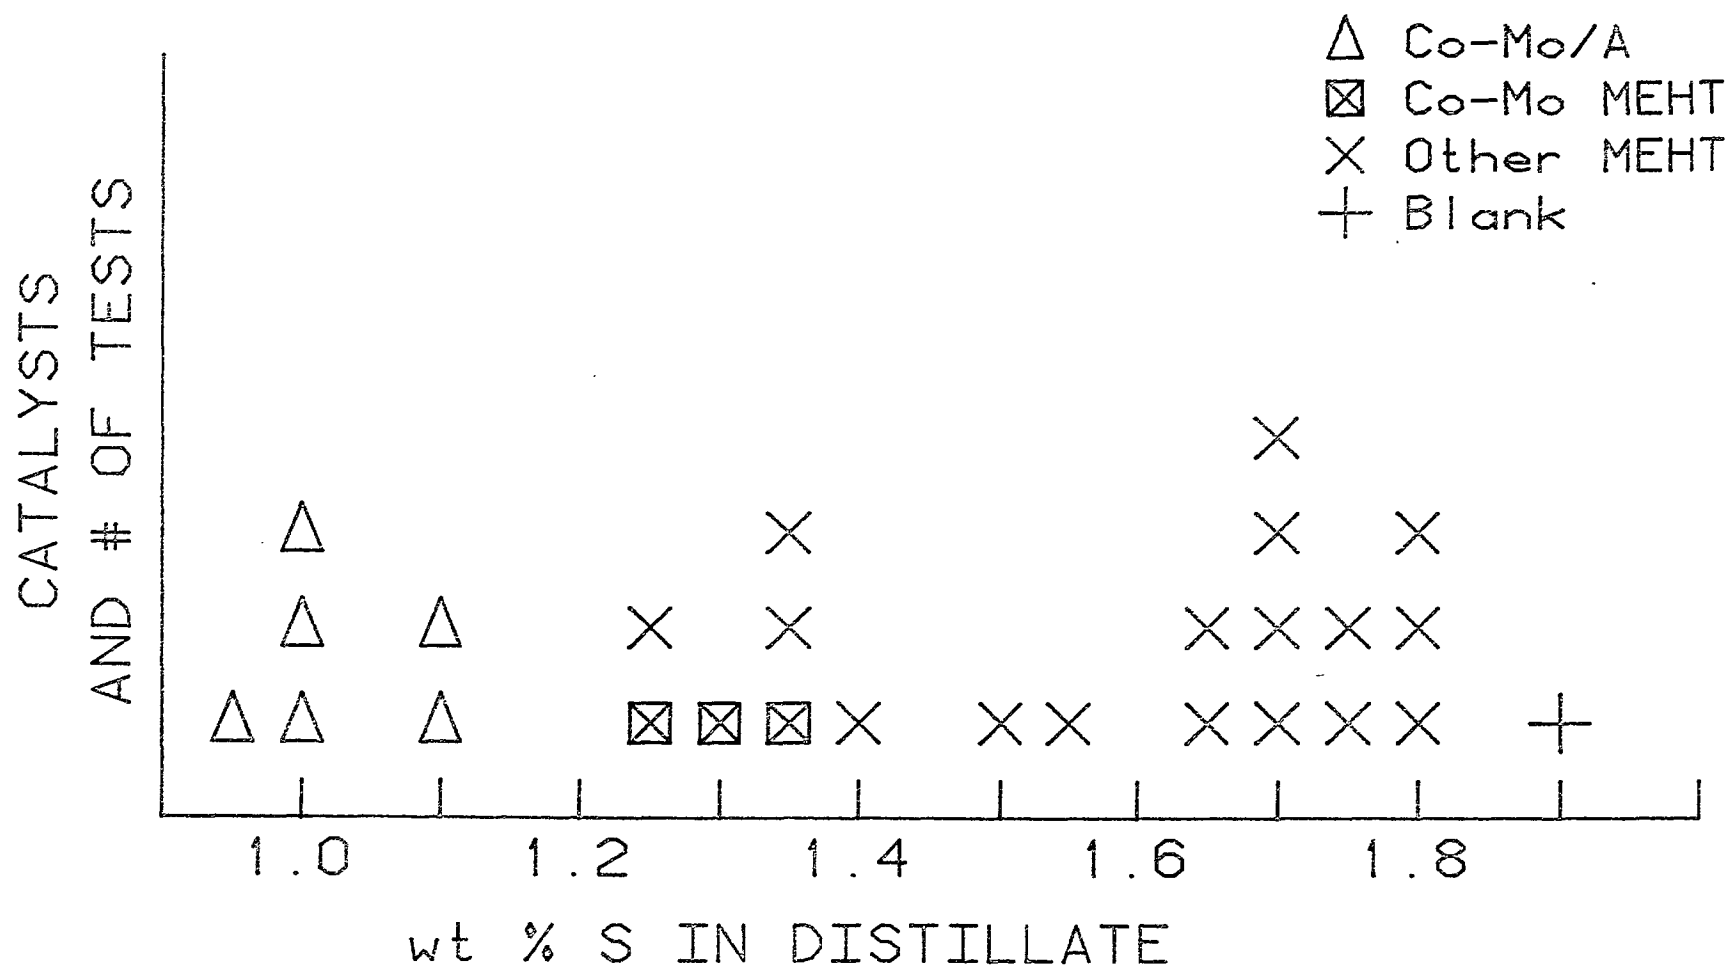 Co-Mo/A
Co-Mo MEHT
Other MEHT
Blank
CATALYSTS
AND # OF TESTS
1.0 1.2 1.4 1.6 1.8
wt % S IN DISTILLATE